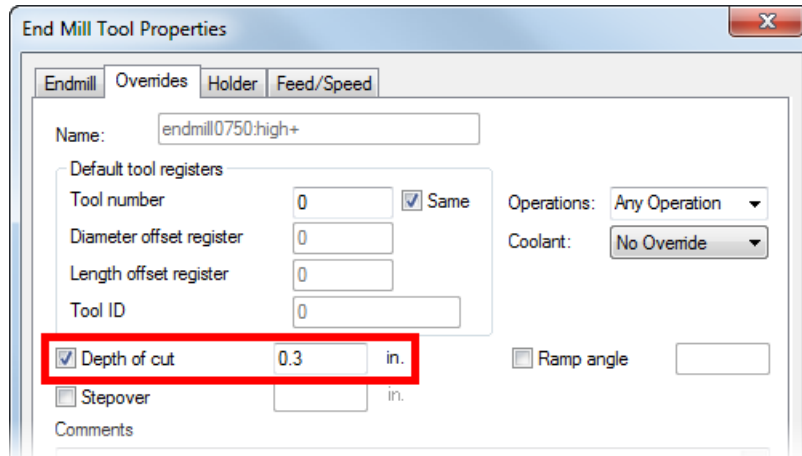 End Mill Tool Properties
Endmill Overrides Holder Feed/Speed
Name: endmill0750:high+
Default tool registers
Tool number 0 Same Operations: Any Operation
Diameter offset register 0 Coolant: No Override
Length offset register 0
Tool ID 0
Depth of cut 0.3 in. Ramp angle
Stepover in.
Comments